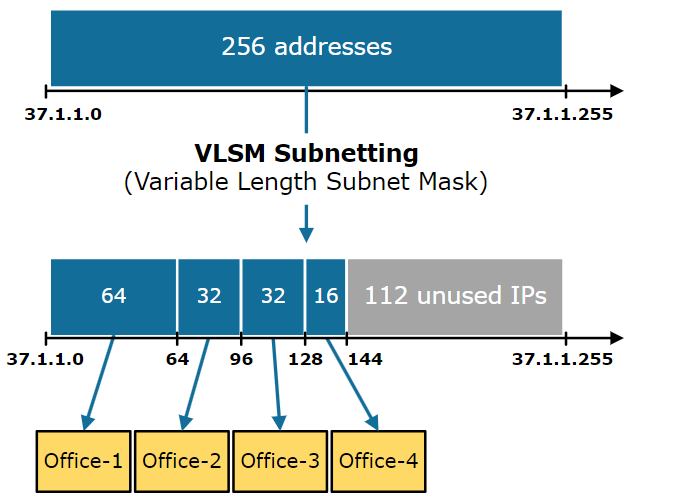 256 addresses
37.1.1.0 37.1.1.255
VLSM Subnetting
(Variable Length Subnet Mask)
64 32 32 16 112 unused IPs
37.1.1.0 64 96 128 144 37.1.1.255
Office-1 Office-2 Office-3 Office-4